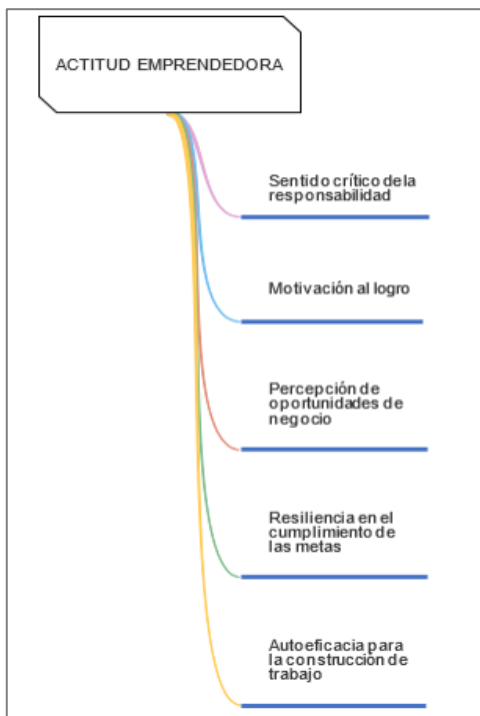 ACTITUD EMPRENDEDORA
Sentido crítico de la
responsabilidad
Motivación al logro
Percepción de
oportunidades de
negocio
Resiliencia en el
cumplimiento de
las metas
Autoeficacia para
la construcción de
trabajo